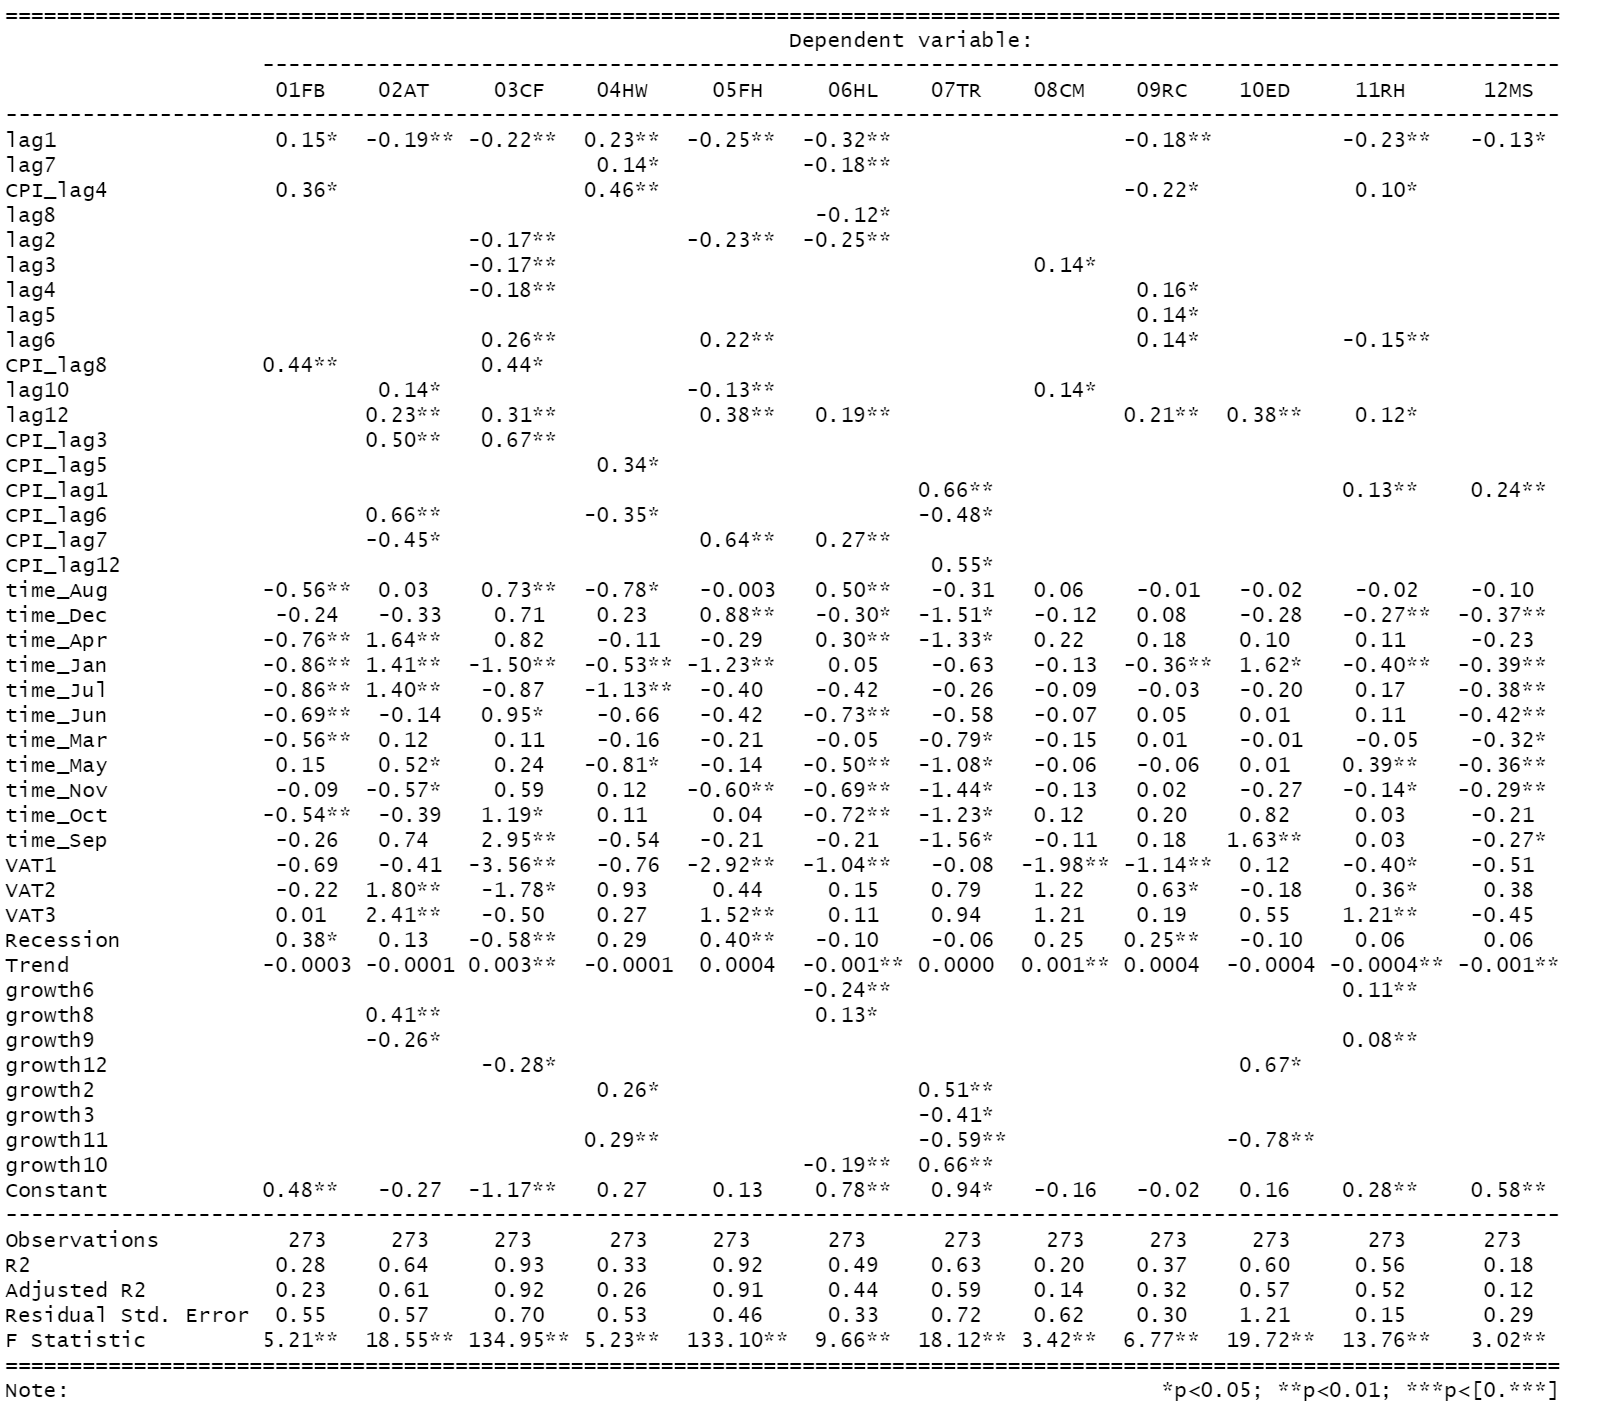 ==========================================================================================================================
Dependent variable:
------------------------------------------------------------------------------------------------------
01FB 02AT 03CF 04HW 05FH 06HL 07TR 08CM 09RC 10ED 11RH 12MS
--------------------------------------------------------------------------------------------------------------------------
lag1 0.15* -0.19** -0.22** 0.23** -0.25** -0.32** -0.18** -0.23** -0.13*
lag7 0.14* -0.18**
CPI_lag4 0.36* 0.46** -0.22* 0.10*
lag8 -0.12*
lag2 -0.17** -0.23** -0.25**
lag3 -0.17** 0.14*
lag4 -0.18** 0.16*
lag5 0.14*
lag6 0.26** 0.22** 0.14* -0.15**
CPI_lag8 0.44** 0.44*
lag10 0.14* -0.13** 0.14*
lag12 0.23** 0.31** 0.38** 0.19** 0.21** 0.38** 0.12*
CPI_lag3 0.50** 0.67**
CPI_lag5 0.34*
CPI_lag1 0.66** 0.13** 0.24**
CPI_lag6 0.66** -0.35* -0.48*
CPI_lag7 -0.45* 0.64** 0.27**
CPI_lag12 0.55*
time_Aug -0.56** 0.03 0.73** -0.78* -0.003 0.50** -0.31 0.06 -0.01 -0.02 -0.02 -0.10
time_Dec -0.24 -0.33 0.71 0.23 0.88** -0.30* -1.51* -0.12 0.08 -0.28 -0.27** -0.37**
time_Apr -0.76** 1.64** 0.82 -0.11 -0.29 0.30** -1.33* 0.22 0.18 0.10 0.11 -0.23
time_Jan -0.86** 1.41** -1.50** -0.53** -1.23** 0.05 -0.63 -0.13 -0.36** 1.62* -0.40** -0.39**
time_Jul -0.86** 1.40** -0.87 -1.13** -0.40 -0.42 -0.26 -0.09 -0.03 -0.20 0.17 -0.38**
time_Jun -0.69** -0.14 0.95* -0.66 -0.42 -0.73** -0.58 -0.07 0.05 0.01 0.11 -0.42**
time_Mar -0.56** 0.12 0.11 -0.16 -0.21 -0.05 -0.79* -0.15 0.01 -0.01 -0.05 -0.32*
time_May 0.15 0.52* 0.24 -0.81* -0.14 -0.50** -1.08* -0.06 -0.06 0.01 0.39** -0.36**
time_Nov -0.09 -0.57* 0.59 0.12 -0.60** -0.69** -1.44* -0.13 0.02 -0.27 -0.14* -0.29**
time_Oct -0.54** -0.39 1.19* 0.11 0.04 -0.72** -1.23* 0.12 0.20 0.82 0.03 -0.21
time_Sep -0.26 0.74 2.95** -0.54 -0.21 -0.21 -1.56* -0.11 0.18 1.63** 0.03 -0.27*
VAT1 -0.69 -0.41 -3.56** -0.76 -2.92** -1.04** -0.08 -1.98** -1.14** 0.12 -0.40* -0.51
VAT2 -0.22 1.80** -1.78* 0.93 0.44 0.15 0.79 1.22 0.63* -0.18 0.36* 0.38
VAT3 0.01 2.41** -0.50 0.27 1.52** 0.11 0.94 1.21 0.19 0.55 1.21** -0.45
Recession 0.38* 0.13 -0.58** 0.29 0.40** -0.10 -0.06 0.25 0.25** -0.10 0.06 0.06
Trend -0.0003 -0.0001 0.003** -0.0001 0.0004 -0.001** 0.0000 0.001** 0.0004 -0.0004 -0.0004** -0.001**
growth6 -0.24** 0.11**
growth8 0.41** 0.13*
growth9 -0.26* 0.08**
growth12 -0.28* 0.67*
growth2 0.26* 0.51**
growth3 -0.41*
growth11 0.29** -0.59** -0.78**
growth10 -0.19** 0.66**
Constant 0.48** -0.27 -1.17** 0.27 0.13 0.78** 0.94* -0.16 -0.02 0.16 0.28** 0.58**
--------------------------------------------------------------------------------------------------------------------------
Observations 273 273 273 273 273 273 273 273 273 273 273 273
R2 0.28 0.64 0.93 0.33 0.92 0.49 0.63 0.20 0.37 0.60 0.56 0.18
Adjusted R2 0.23 0.61 0.92 0.26 0.91 0.44 0.59 0.14 0.32 0.57 0.52 0.12
Residual Std. Error 0.55 0.57 0.70 0.53 0.46 0.33 0.72 0.62 0.30 1.21 0.15 0.29
F Statistic 5.21** 18.55** 134.95** 5.23** 133.10** 9.66** 18.12** 3.42** 6.77** 19.72** 13.76** 3.02**
==========================================================================================================================
Note: *p<0.05; **p<0.01; ***p<[0.***]